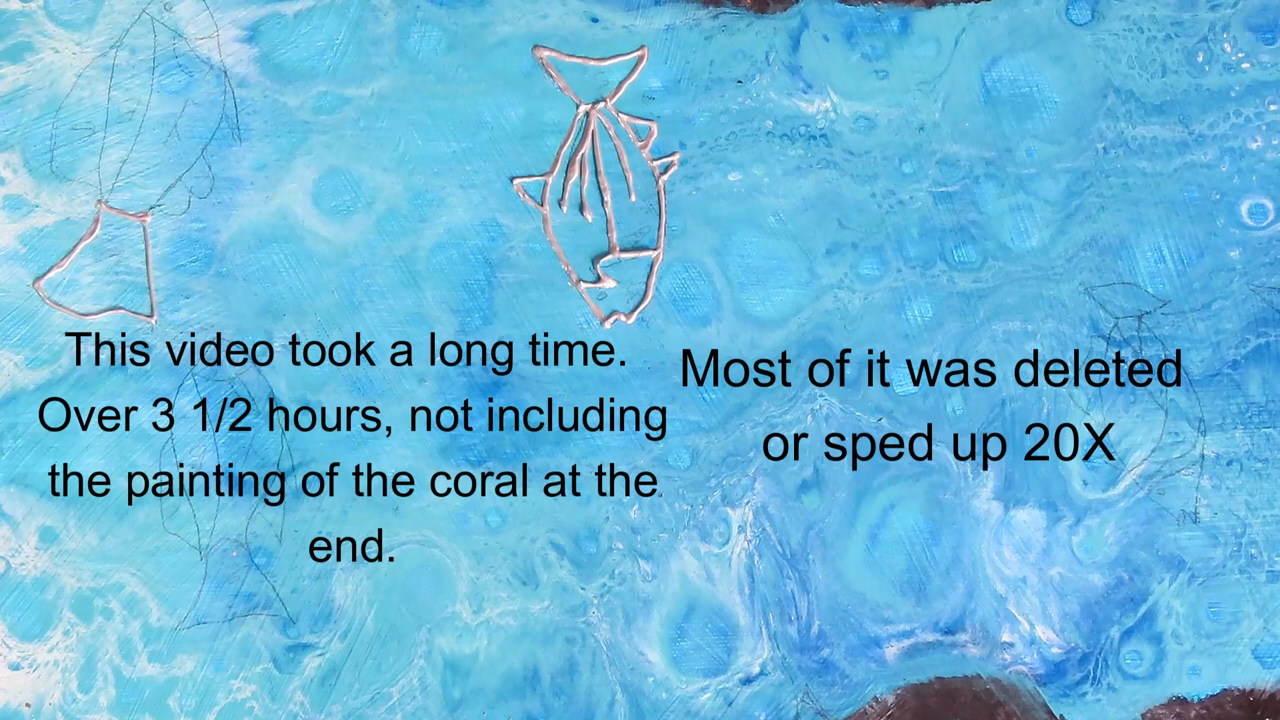 This video took a long time.
Over 3 1/2 hours, not including
the painting of the coral at the
end.
Most of it was deleted
or sped up 20X